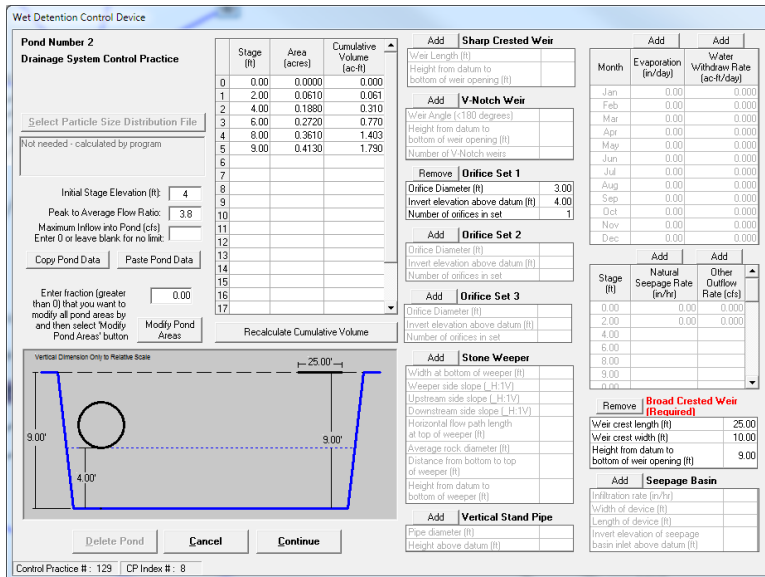 Wet Detention Control Device
Pond Number 2
Drainage System Control Practice
Select Particle Size Distribution File
Not needed - calculated by program
Initial Stage Elevation (ft): 4
Peak to Average Flow Ratio: 3.8
Maximum Inflow into Pond (cfs)
Enter 0 or leave blank for no limit:
Copy Pond Data Paste Pond Data
Enter fraction (greater
than 0) that you want to
modify all pond areas by
and then select 'Modify
Pond Areas' button
0.00
Modify Pond
Areas
Stage
(ft)
Area
(acres)
Cumulative
Volume
(ac-ft)
0 0.00 0.0000 0.000
1 2.00 0.0610 0.061
2 4.00 0.1880 0.310
3 6.00 0.2720 0.770
4 8.00 0.3610 1.403
5 9.00 0.4130 1.790
6
7
8
9
10
11
12
13
14
15
16
17
Recalculate Cumulative Volume
Vertical Dimension Only to Relative Scale
25.00'
9.00'
9.00'
4.00'
Delete Pond Cancel Continue
Control Practice #: 129 CP Index #: 8
Add Sharp Crested Weir
Weir Length (ft)
Height from datum to
bottom of weir opening (ft)
Add V-Notch Weir
Weir Angle (<180 degrees)
Height from datum to
bottom of weir opening (ft)
Number of V-Notch weirs
Remove Orifice Set 1
Orifice Diameter (ft) 3.00
Invert elevation above datum (ft) 4.00
Number of orifices in set 1
Add Orifice Set 2
Orifice Diameter (ft)
Invert elevation above datum (ft)
Number of orifices in set
Add Orifice Set 3
Orifice Diameter (ft)
Invert elevation above datum (ft)
Number of orifices in set
Add Stone Weeper
Width at bottom of weeper (ft)
Weeper side slope (_H:1V)
Upstream side slope (_H:1V)
Downstream side slope (_H:1V)
Horizontal flow path length
at top of weeper (ft)
Average rock diameter (ft)
Distance from bottom to top
of weeper (ft)
Height from datum to
bottom of weeper (ft)
Add Vertical Stand Pipe
Pipe diameter (ft)
Height above datum (ft)
Add Add
Month
Evaporation
(in/day)
Water
Withdraw Rate
(ac-ft/day)
Jan 0.00 0.000
Feb 0.00 0.000
Mar 0.00 0.000
Apr 0.00 0.000
May 0.00 0.000
Jun 0.00 0.000
Jul 0.00 0.000
Aug 0.00 0.000
Sep 0.00 0.000
Oct 0.00 0.000
Nov 0.00 0.000
Dec 0.00 0.000
Add Add
Stage
(ft)
Natural
Seepage Rate
(in/hr)
Other
Outflow
Rate (cfs)
0.00 0.00 0.000
2.00 0.00 0.000
4.00
6.00
8.00
9.00
0.00
Remove Broad Crested Weir
(Required)
Weir crest length (ft) 25.00
Weir crest width (ft) 10.00
Height from datum to
bottom of weir opening (ft) 9.00
Add Seepage Basin
Infiltration rate (in/hr)
Width of device (ft)
Length of device (ft)
Invert elevation of seepage
basin inlet above datum (ft)